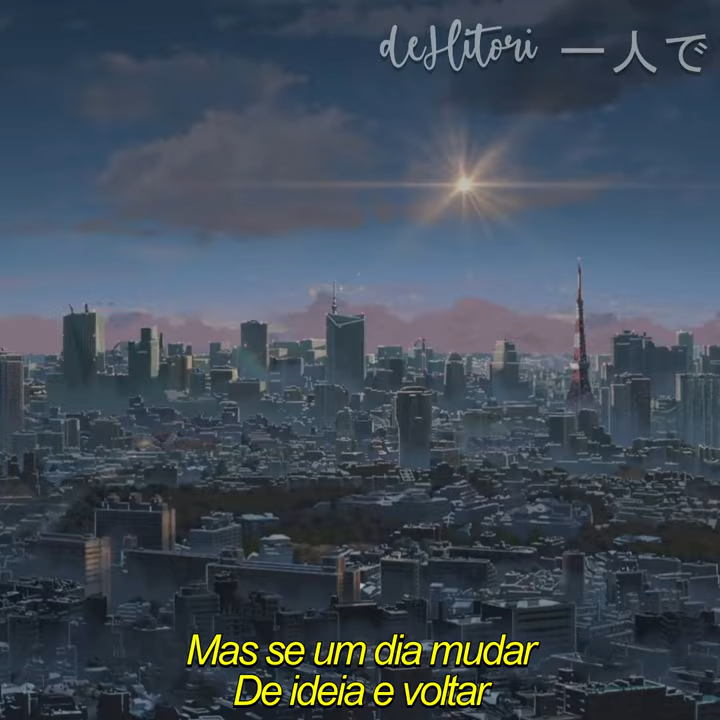 deHitori 一人で
Mas se um dia mudar
De ideia e voltar